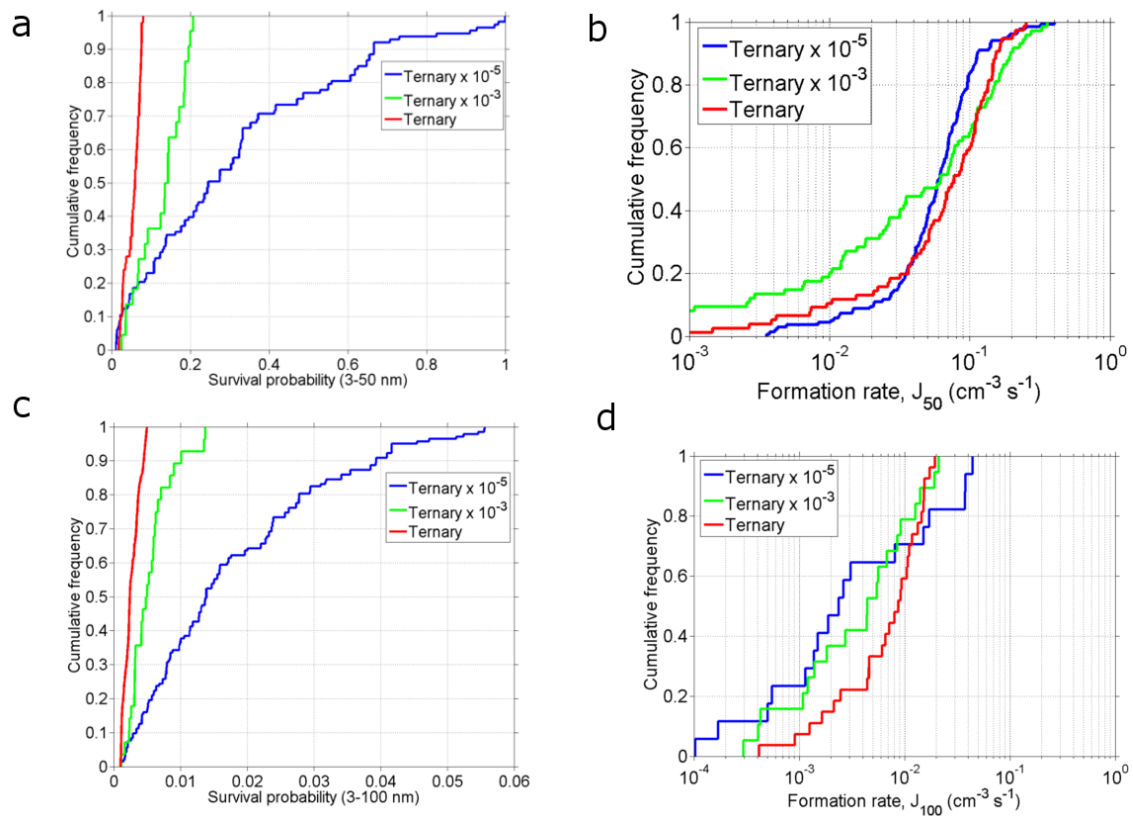 a
1
0.9
0.8
0.7
0.6
0.5
0.4
0.3
0.2
0.1
0
Cumulative frequency
Ternary x 10⁻⁵
Ternary x 10⁻³
Ternary
0 0.2 0.4 0.6 0.8 1
Survival probability (3-50 nm)
b
1
0.8
0.6
0.4
0.2
0
Cumulative frequency
Ternary x 10⁻⁵
Ternary x 10⁻³
Ternary
10⁻³ 10⁻² 10⁻¹ 10⁰
Formation rate, J₅₀ (cm⁻³ s⁻¹)
c
1
0.9
0.8
0.7
0.6
0.5
0.4
0.3
0.2
0.1
0
Cumulative frequency
Ternary x 10⁻⁵
Ternary x 10⁻³
Ternary
0 0.01 0.02 0.03 0.04 0.05 0.06
Survival probability (3-100 nm)
d
1
0.8
0.6
0.4
0.2
0
Cumulative frequency
Ternary x 10⁻⁵
Ternary x 10⁻³
Ternary
10⁻⁴ 10⁻³ 10⁻² 10⁻¹ 10⁰
Formation rate, J₁₀₀ (cm⁻³ s⁻¹)